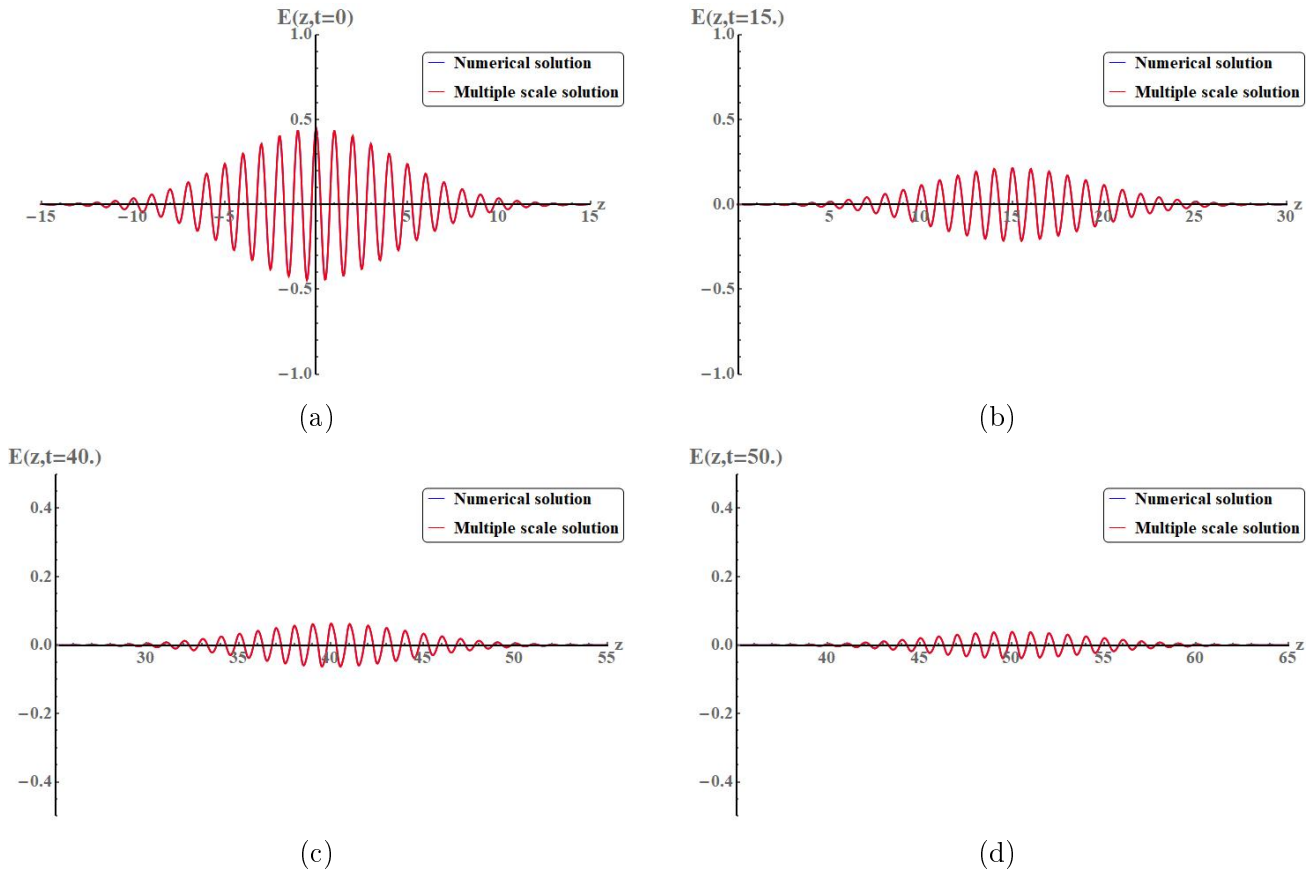 E(z,t=0)
1.0
Numerical solution
Multiple scale solution
0.5
−15 −10 −5 5 10 15 z
−0.5
−1.0
(a)
E(z,t=15.)
1.0
Numerical solution
Multiple scale solution
0.5
0.0
5 10 15 20 25 30 z
−0.5
−1.0
(b)
E(z,t=40.)
0.4
Numerical solution
Multiple scale solution
0.2
0.0
30 35 40 45 50 55 z
−0.2
−0.4
(c)
E(z,t=50.)
0.4
Numerical solution
Multiple scale solution
0.2
0.0
40 45 50 55 60 65 z
−0.2
−0.4
(d)